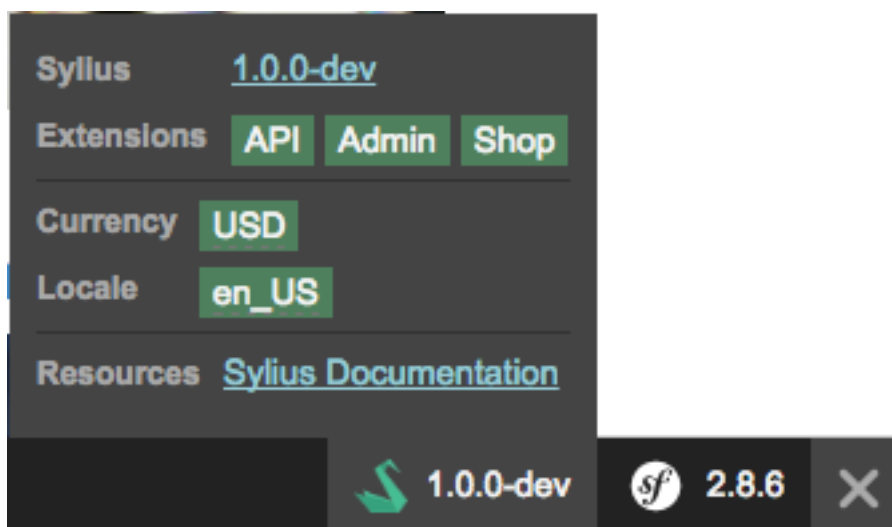 Sylius 1.0.0-dev
Extensions API Admin Shop
Currency USD
Locale en_US
Resources Sylius Documentation
1.0.0-dev sf 2.8.6